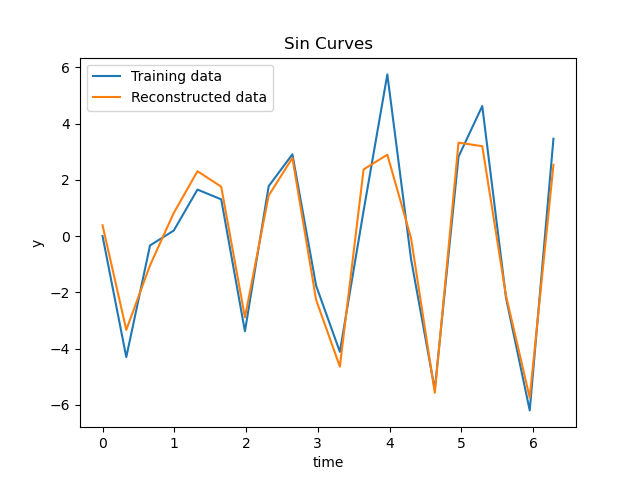 Sin Curves
Training data
Reconstructed data
6
4
2
0
−2
−4
−6
y
0 1 2 3 4 5 6
time